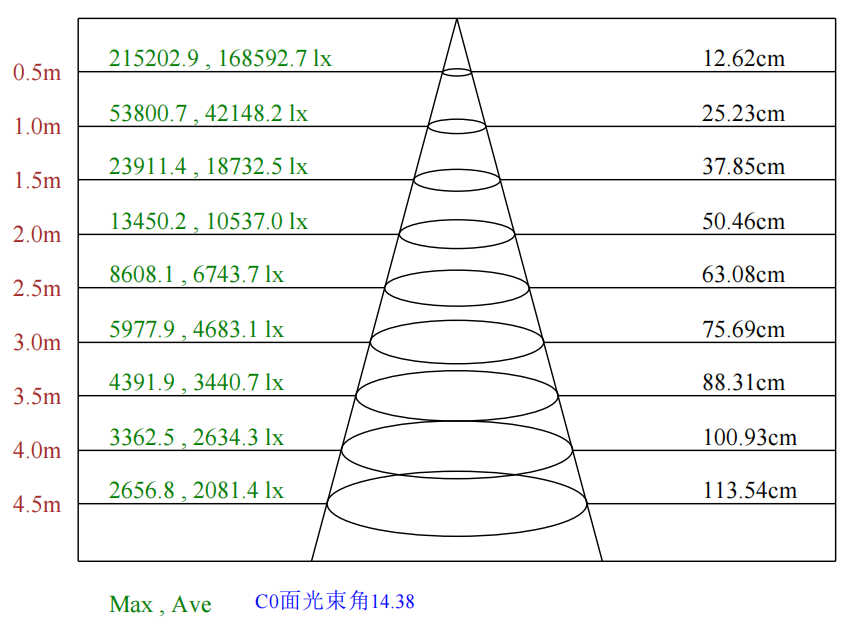 215202.9 , 168592.7 lx 12.62cm
0.5m
53800.7 , 42148.2 lx 25.23cm
1.0m
23911.4 , 18732.5 lx 37.85cm
1.5m
13450.2 , 10537.0 lx 50.46cm
2.0m
8608.1 , 6743.7 lx 63.08cm
2.5m
5977.9 , 4683.1 lx 75.69cm
3.0m
4391.9 , 3440.7 lx 88.31cm
3.5m
3362.5 , 2634.3 lx 100.93cm
4.0m
2656.8 , 2081.4 lx 113.54cm
4.5m
Max , Ave C0面光束角14.38